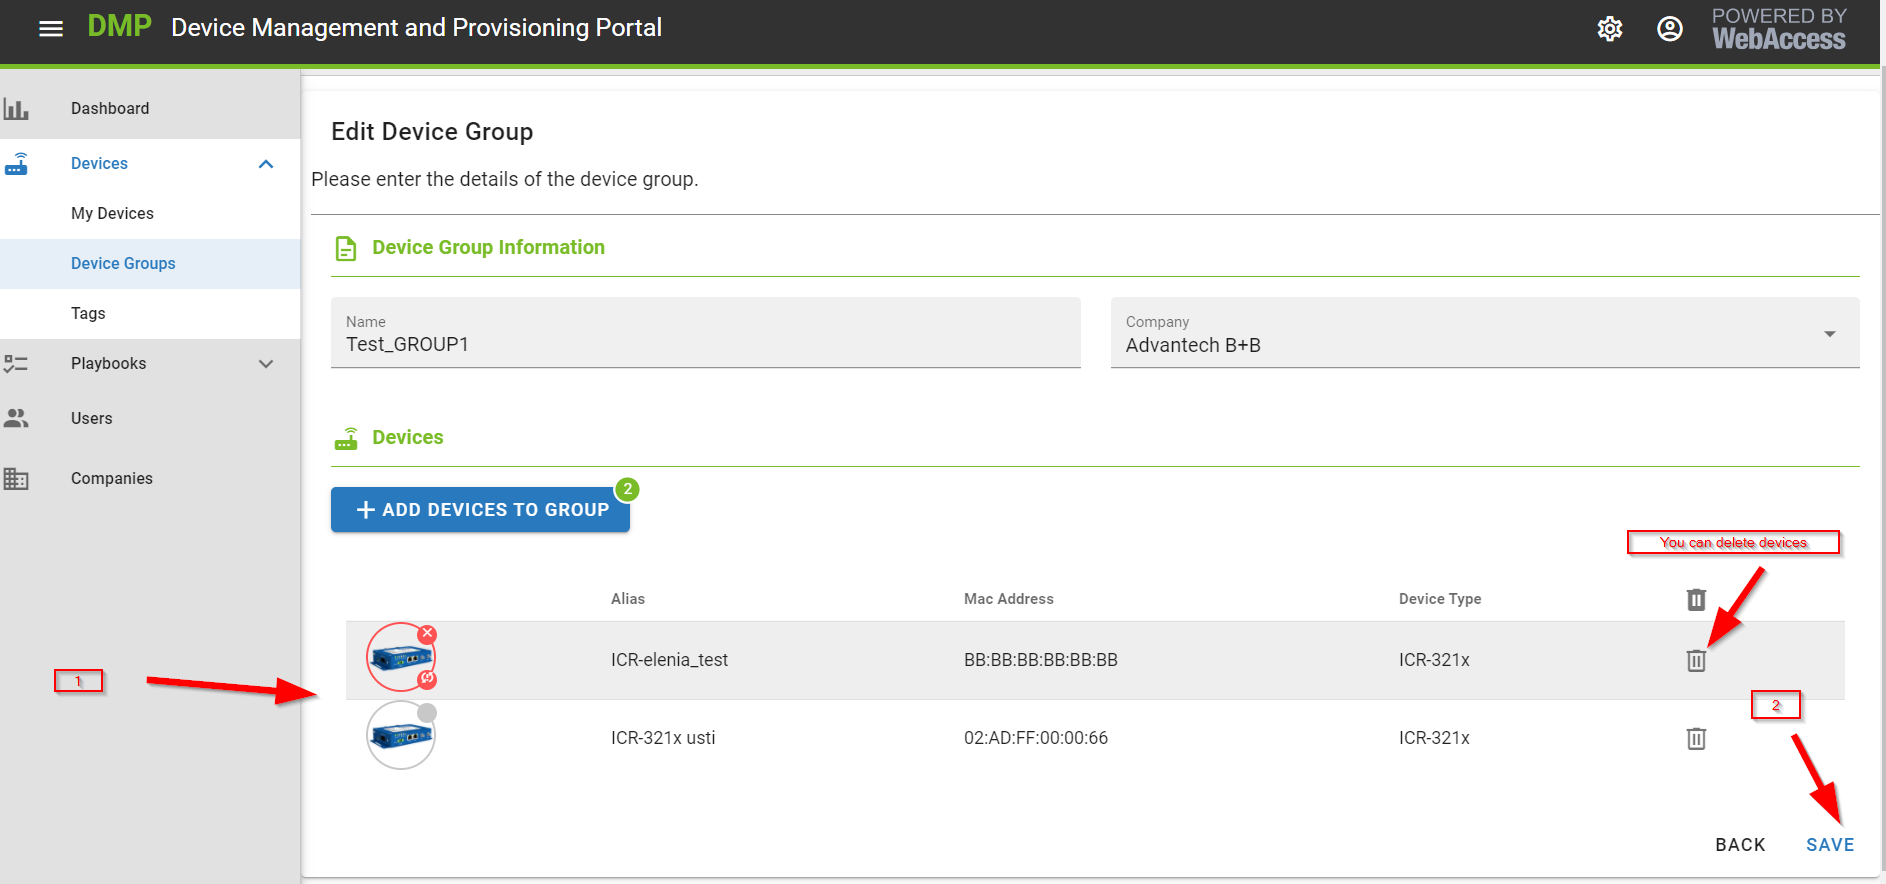 DMP Device Management and Provisioning Portal
POWERED BY
WebAccess
Dashboard
Devices
My Devices
Device Groups
Tags
Playbooks
Users
Companies
Edit Device Group
Please enter the details of the device group.
Device Group Information
Name
Test_GROUP1
Company
Advantech B+B
Devices
ADD DEVICES TO GROUP
2
You can delete devices
Alias Mac Address Device Type
ICR-elenia_test BB:BB:BB:BB:BB:BB ICR-321x
1
2
ICR-321x usti 02:AD:FF:00:00:66 ICR-321x
BACK SAVE